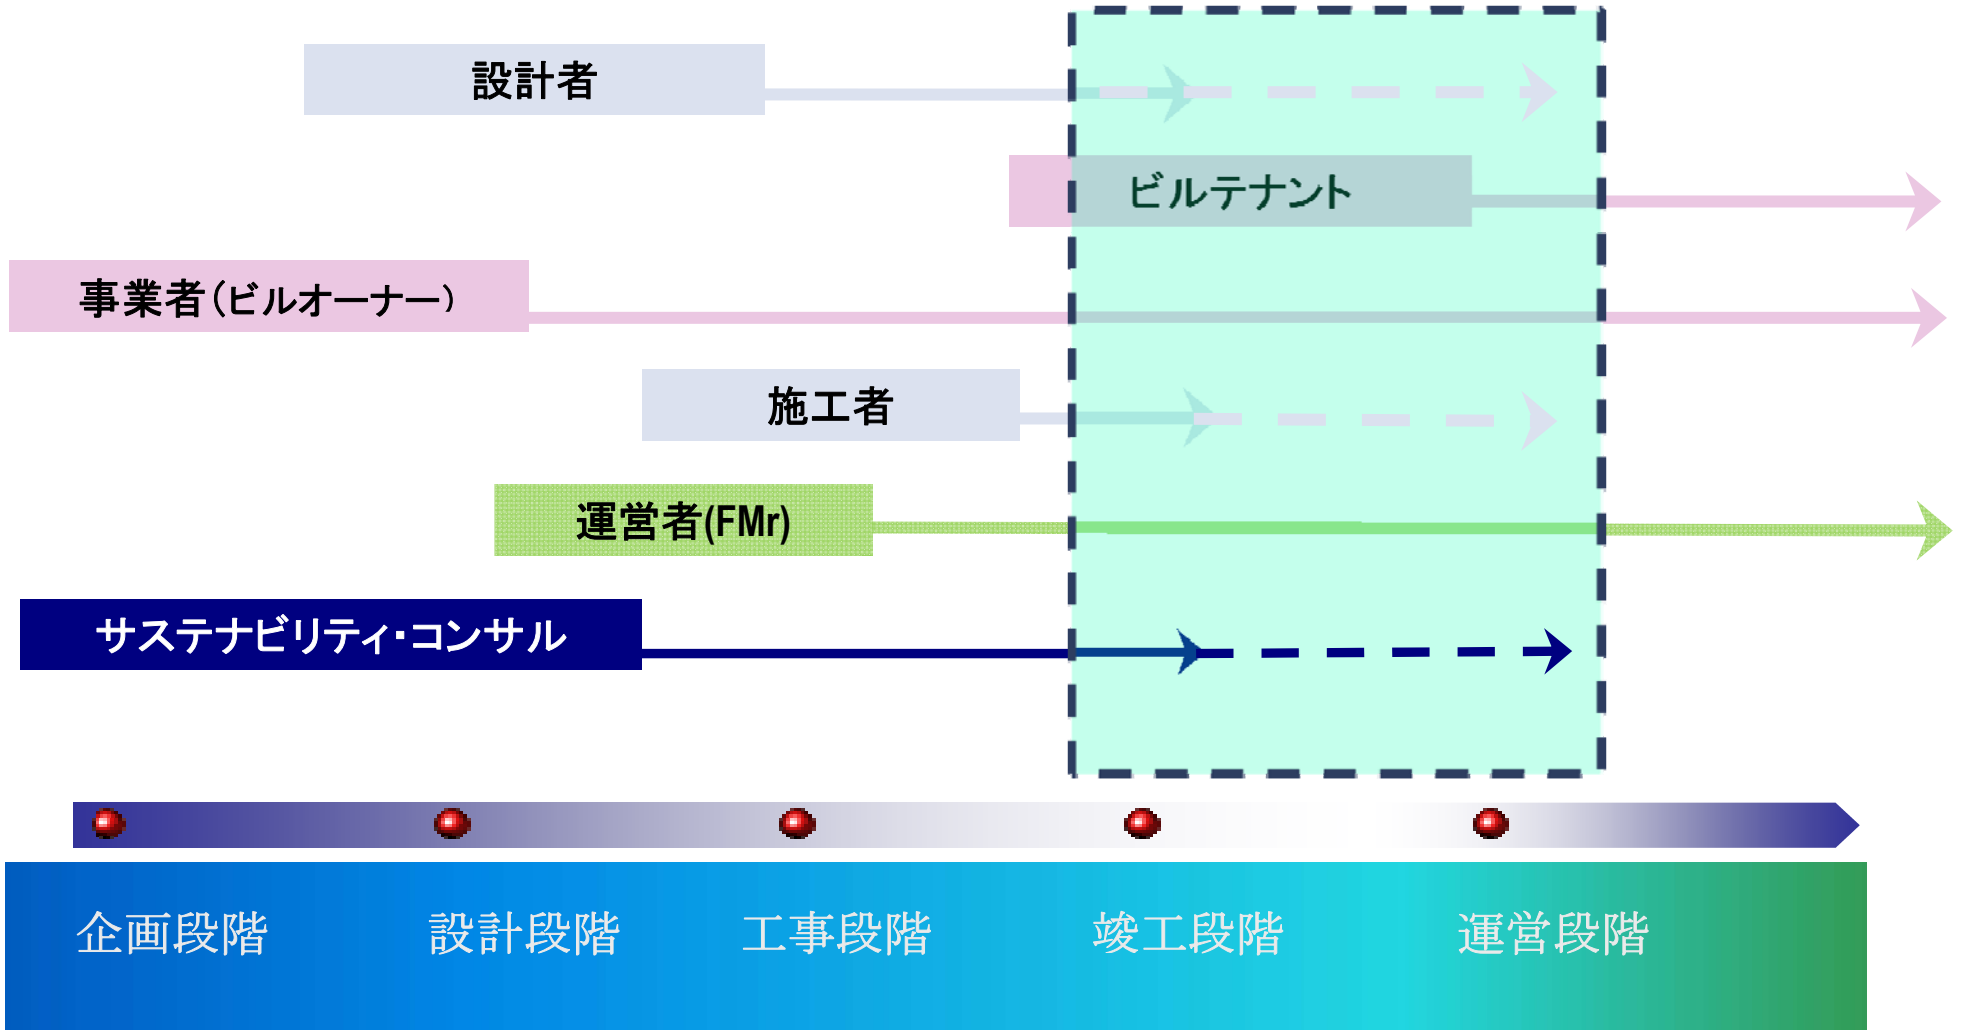 設計者
ビルテナント
事業者（ビルオーナー）
施工者
運営者(FMr)
サステナビリティ・コンサル
企画段階 設計段階 工事段階 竣工段階 運営段階